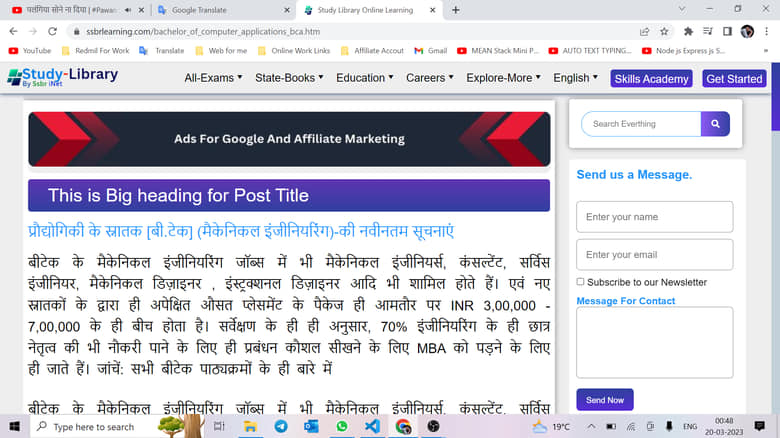 पलंगिया सोने ना दिया | #Pawan
Google Translate
Study Library Online Learning
ssbrlearning.com/bachelor_of_computer_applications_bca.htm
YouTube
Redmil For Work
Translate
Web for me
Online Work Links
Affiliate Accout
Gmail
MEAN Stack Mini P...
AUTO TEXT TYPING...
Node js Express js S...
Study-Library
By Ssbr iNet
All-Exams
State-Books
Education
Careers
Explore-More
English
Skills Academy
Get Started
Ads For Google And Affiliate Marketing
This is Big heading for Post Title
प्रौद्योगिकी के स्नातक [बी.टेक] (मैकेनिकल इंजीनियरिंग)-की नवीनतम सूचनाएं
बीटेक के मैकेनिकल इंजीनियरिंग जॉब्स में भी मैकेनिकल इंजीनियर्स, कंसल्टेंट, सर्विस
इंजीनियर, मैकेनिकल डिज़ाइनर , इंस्ट्रक्शनल डिज़ाइनर आदि भी शामिल होते हैं। एवं नए
स्नातकों के द्वारा ही अपेक्षित औसत प्लेसमेंट के पैकेज ही आमतौर पर INR 3,00,000 -
7,00,000 के ही बीच होता है। सर्वेक्षण के ही ही अनुसार, 70% इंजीनियरिंग के ही छात्र
नेतृत्व की भी नौकरी पाने के लिए ही प्रबंधन कौशल सीखने के लिए MBA को पड़ने के लिए
ही जाते हैं। जांचें: सभी बीटेक पाठ्यक्रमों के ही बारे में
बीटेक के मैकेनिकल इंजीनियरिंग जॉब्स में भी मैकेनिकल इंजीनियर्स, कंसल्टेंट, सर्विस
Search Everthing
Send us a Message.
Enter your name
Enter your email
Subscribe to our Newsletter
Message For Contact
Send Now
Type here to search
19°C
ENG
00:48
20-03-2023